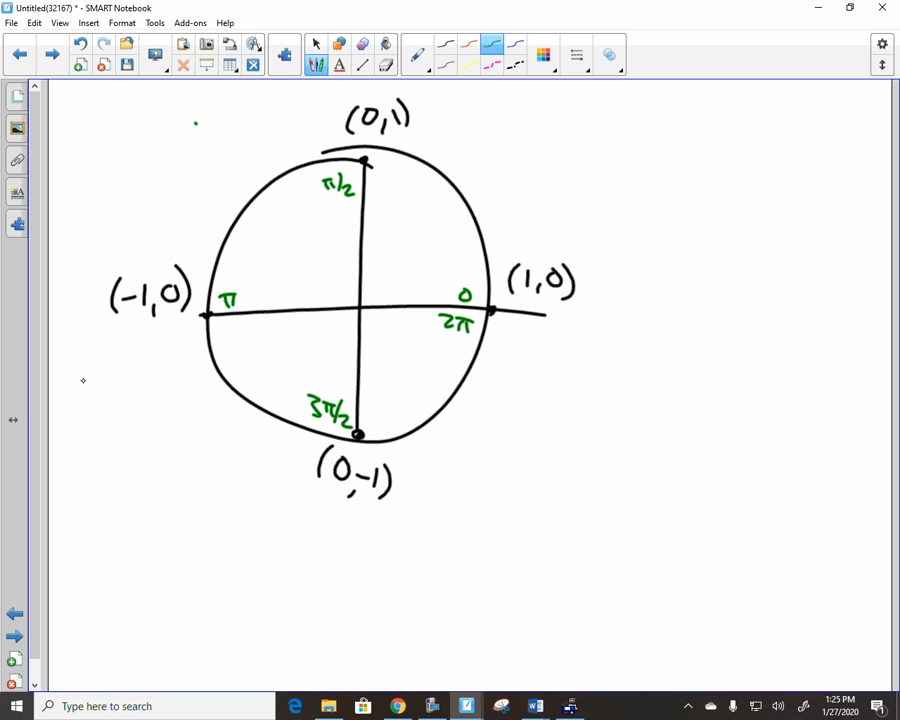 Untitled(32167) * - SMART Notebook
File Edit View Insert Format Tools Add-ons Help
(0,1)
π/2
(-1,0)
π
0
(1,0)
2π
3π/2
(0,-1)
Type here to search
1:25 PM
1/27/2020
1